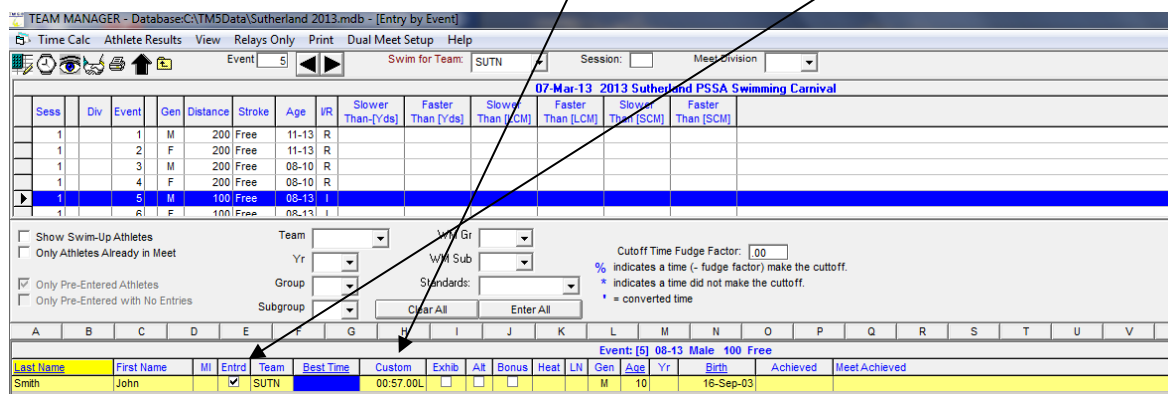 TEAM MANAGER - Database:C:\TM5Data\Sutherland 2013.mdb - [Entry by Event]
Time Calc Athlete Results View Relays Only Print Dual Meet Setup Help
Event 5 Swim for Team: SUTN Session: Meet Division
07-Mar-13 2013 Sutherland PSSA Swimming Carnival
Sess Div Event Gen Distance Stroke Age I/R Slower Than-[Yds] Faster Than [Yds] Slower Than [LCM] Faster Than [LCM] Slower Than [SCM] Faster Than [SCM]
1 1 M 200 Free 11-13 R
1 2 F 200 Free 11-13 R
1 3 M 200 Free 08-10 R
1 4 F 200 Free 08-10 R
1 5 M 100 Free 08-13 I
1 6 F 100 Free 08-13 I
Show Swim-Up Athletes Team WM Gr
Only Athletes Already in Meet Yr WM Sub Cutoff Time Fudge Factor: .00
% indicates a time (- fudge factor) make the cuttoff.
Only Pre-Entered Athletes Group Standards: * indicates a time did not make the cuttoff.
Only Pre-Entered with No Entries Subgroup Clear All Enter All ' = converted time
A B C D E F G H I J K L M N O P Q R S T U V
Event: [5] 08-13 Male 100 Free
Last Name First Name MI Entrd Team Best Time Custom Exhib Alt Bonus Heat LN Gen Age Yr Birth Achieved Meet Achieved
Smith John SUTN 00:57.00L M 10 16-Sep-03